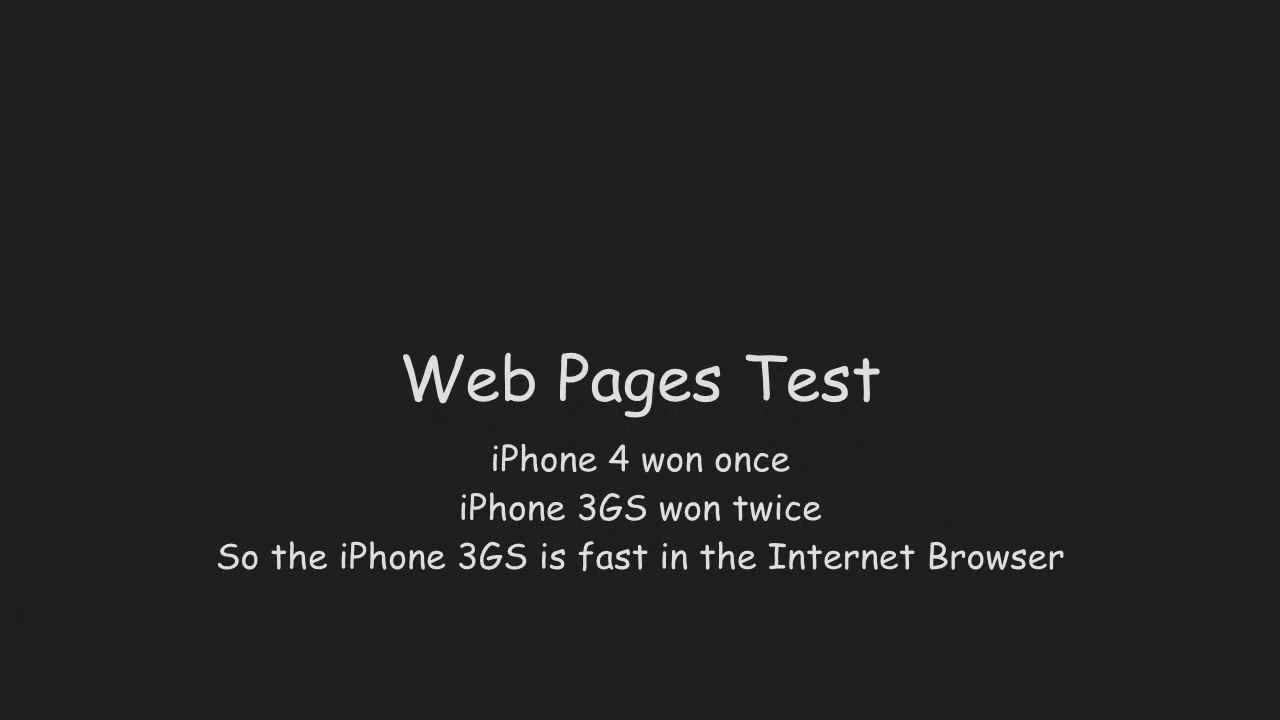 Web Pages Test
iPhone 4 won once
iPhone 3GS won twice
So the iPhone 3GS is fast in the Internet Browser